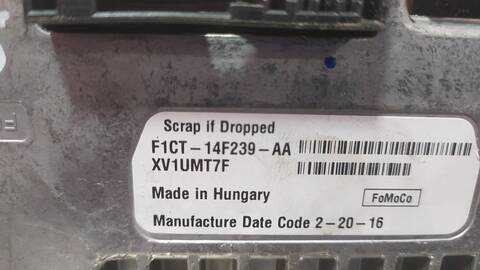 Scrap if Dropped
F1CT-14F239-AA
XV1UMT7F
Made in Hungary
FoMoCo
Manufacture Date Code 2-20-16